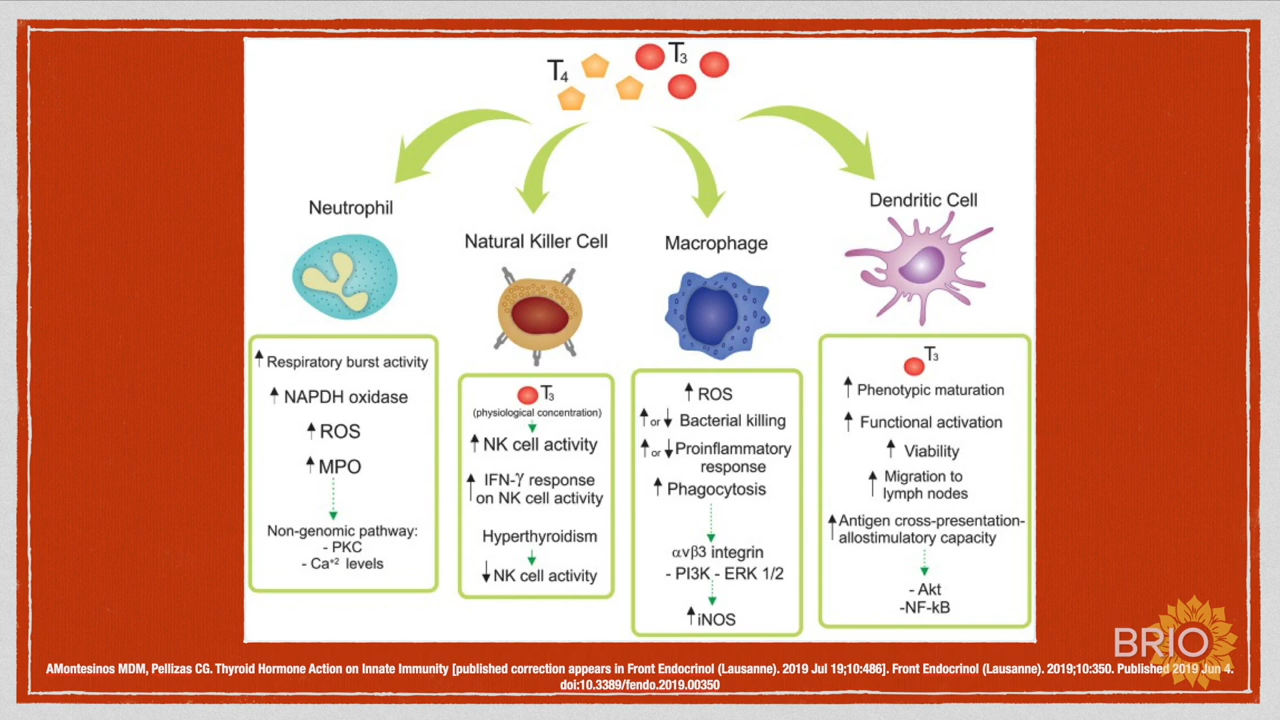 T4
T3
Neutrophil
↑ Respiratory burst activity
↑ NAPDH oxidase
↑ ROS
↑ MPO
Non-genomic pathway:
- PKC
- Ca⁺² levels
Natural Killer Cell
T3
(physiological concentration)
↑ NK cell activity
↑ IFN-γ response
on NK cell activity
Hyperthyroidism
↓ NK cell activity
Macrophage
↑ ROS
↑ or ↓ Bacterial killing
↑ or ↓ Proinflammatory
response
↑ Phagocytosis
αvβ3 integrin
- PI3K - ERK 1/2
↑ iNOS
Dendritic Cell
T3
↑ Phenotypic maturation
↑ Functional activation
↑ Viability
↑ Migration to
lymph nodes
↑ Antigen cross-presentation-
allostimulatory capacity
- Akt
-NF-kB
BRIO
AMontesinos MDM, Pellizas CG. Thyroid Hormone Action on Innate Immunity [published correction appears in Front Endocrinol (Lausanne). 2019 Jul 19;10:486]. Front Endocrinol (Lausanne). 2019;10:350. Published 2019 Jun 4.
doi:10.3389/fendo.2019.00350